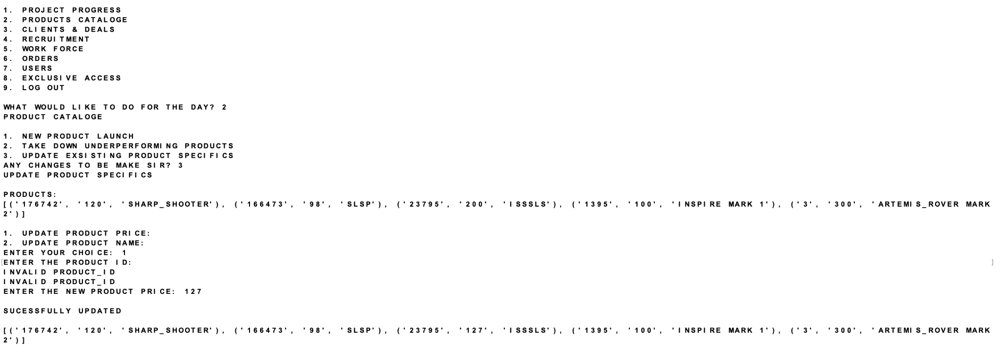 1. PROJECT PROGRESS
2. PRODUCTS CATALOGE
3. CLIENTS & DEALS
4. RECRUITMENT
5. WORK FORCE
6. ORDERS
7. USERS
8. EXCLUSIVE ACCESS
9. LOG OUT
WHAT WOULD LIKE TO DO FOR THE DAY? 2
PRODUCT CATALOGE
1. NEW PRODUCT LAUNCH
2. TAKE DOWN UNDERPERFORMING PRODUCTS
3. UPDATE EXSISTING PRODUCT SPECIFICS
ANY CHANGES TO BE MAKE SIR? 3
UPDATE PRODUCT SPECIFICS
PRODUCTS:
[('176742', '120', 'SHARP_SHOOTER'), ('166473', '98', 'SLSP'), ('23795', '200', 'ISSSLS'), ('1395', '100', 'INSPIRE MARK 1'), ('3', '300', 'ARTEMIS_ROVER MARK
2')]
1. UPDATE PRODUCT PRICE:
2. UPDATE PRODUCT NAME:
ENTER YOUR CHOICE: 1
[ENTER THE PRODUCT ID: ]
INVALID PRODUCT_ID
INVALID PRODUCT_ID
ENTER THE NEW PRODUCT PRICE: 127
SUCESSFULLY UPDATED
[('176742', '120', 'SHARP_SHOOTER'), ('166473', '98', 'SLSP'), ('23795', '127', 'ISSSLS'), ('1395', '100', 'INSPIRE MARK 1'), ('3', '300', 'ARTEMIS_ROVER MARK
2')]